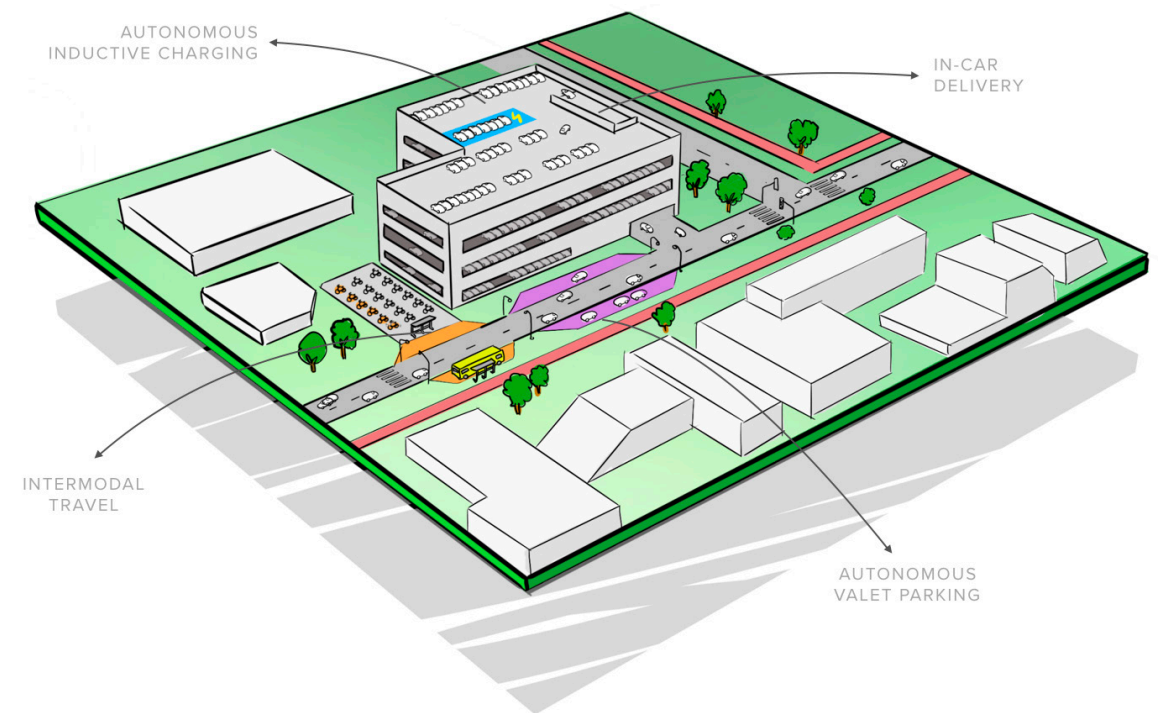 AUTONOMOUS
INDUCTIVE CHARGING
IN-CAR
DELIVERY
INTERMODAL
TRAVEL
AUTONOMOUS
VALET PARKING